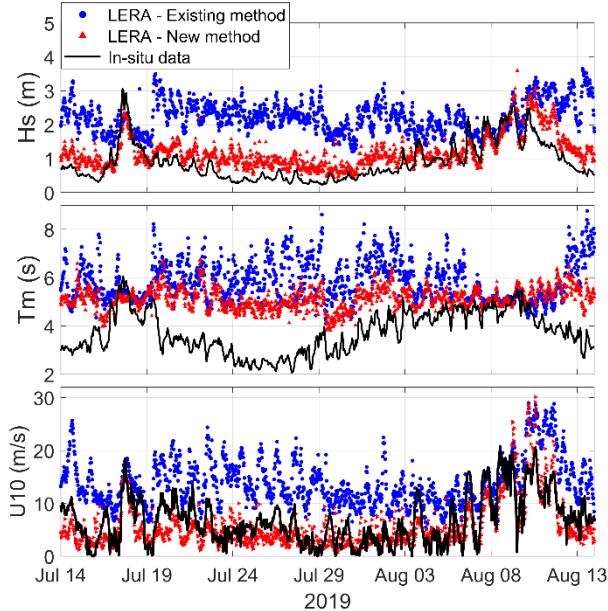 LERA - Existing method
LERA - New method
In-situ data
5
4
3
2
1
0
Hs (m)
8
6
4
2
Tm (s)
30
20
10
0
U10 (m/s)
Jul 14 Jul 19 Jul 24 Jul 29 Aug 03 Aug 08 Aug 13
2019